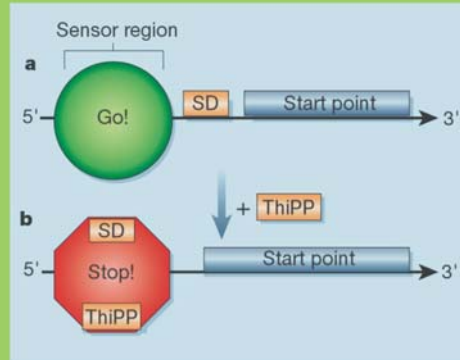 Sensor region
a
5' Go! SD Start point 3'
+ ThiPP
b
SD
5' Stop! Start point 3'
ThiPP